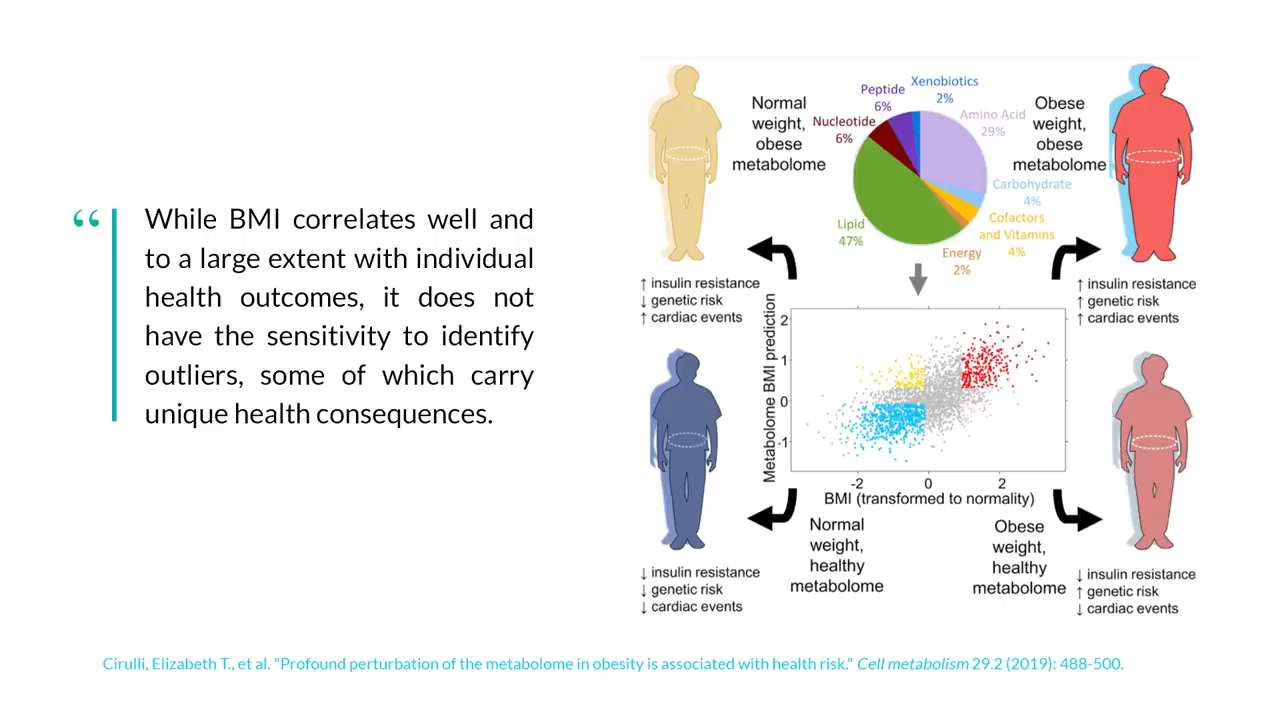 “
While BMI correlates well and
to a large extent with individual
health outcomes, it does not
have the sensitivity to identify
outliers, some of which carry
unique health consequences.
Normal
weight,
obese
metabolome
Xenobiotics
2%
Peptide
6%
Nucleotide
6%
Amino Acid
29%
Carbohydrate
4%
Cofactors
and Vitamins
4%
Energy
2%
Lipid
47%
Obese
weight,
obese
metabolome
↑ insulin resistance
↓ genetic risk
↑ cardiac events
↑ insulin resistance
↑ genetic risk
↑ cardiac events
Metabolome BMI prediction
2
1
0
-1
-2
0
2
BMI (transformed to normality)
Normal
weight,
healthy
metabolome
Obese
weight,
healthy
metabolome
↓ insulin resistance
↓ genetic risk
↓ cardiac events
↓ insulin resistance
↑ genetic risk
↓ cardiac events
Cirulli, Elizabeth T., et al. "Profound perturbation of the metabolome in obesity is associated with health risk." Cell metabolism 29.2 (2019): 488-500.